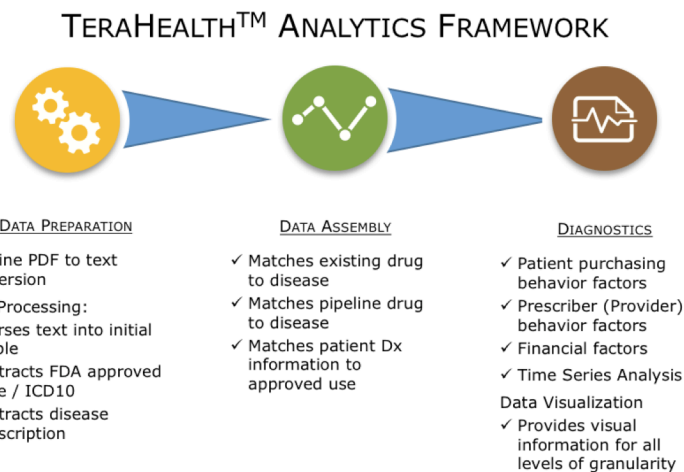 TERAHEALTH™ ANALYTICS FRAMEWORK
DATA PREPARATION
ine PDF to text
ersion
Processing:
rses text into initial
ble
tracts FDA approved
e / ICD10
tracts disease
scription
DATA ASSEMBLY
✓ Matches existing drug
to disease
✓ Matches pipeline drug
to disease
✓ Matches patient Dx
information to
approved use
DIAGNOSTICS
✓ Patient purchasing
behavior factors
✓ Prescriber (Provider)
behavior factors
✓ Financial factors
✓ Time Series Analysis
Data Visualization
✓ Provides visual
information for all
levels of granularity